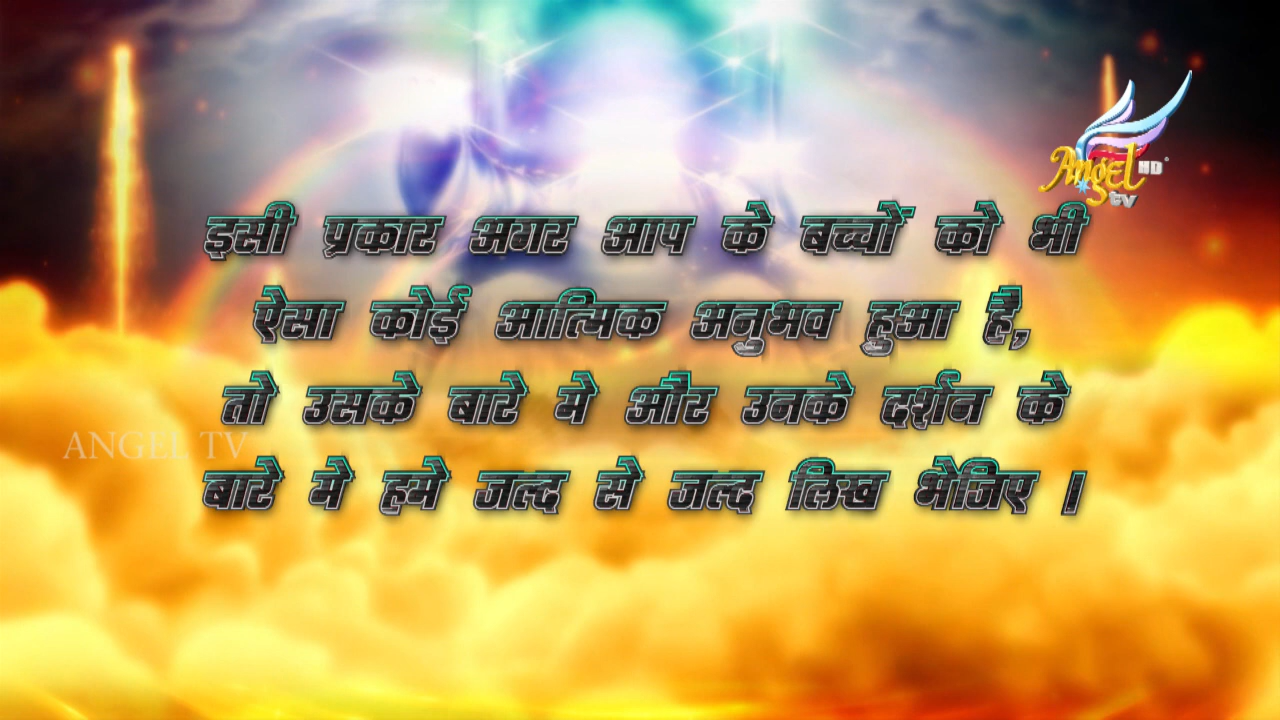 Angel HD
tv
इसी प्रकार अगर आप के बच्चों को भी
ऐसा कोई आत्मिक अनुभव हुआ है,
तो उसके बारे मे और उनके दर्शन के
ANGEL TV
बारे मे हमे जल्द से जल्द लिख भेजिए ।